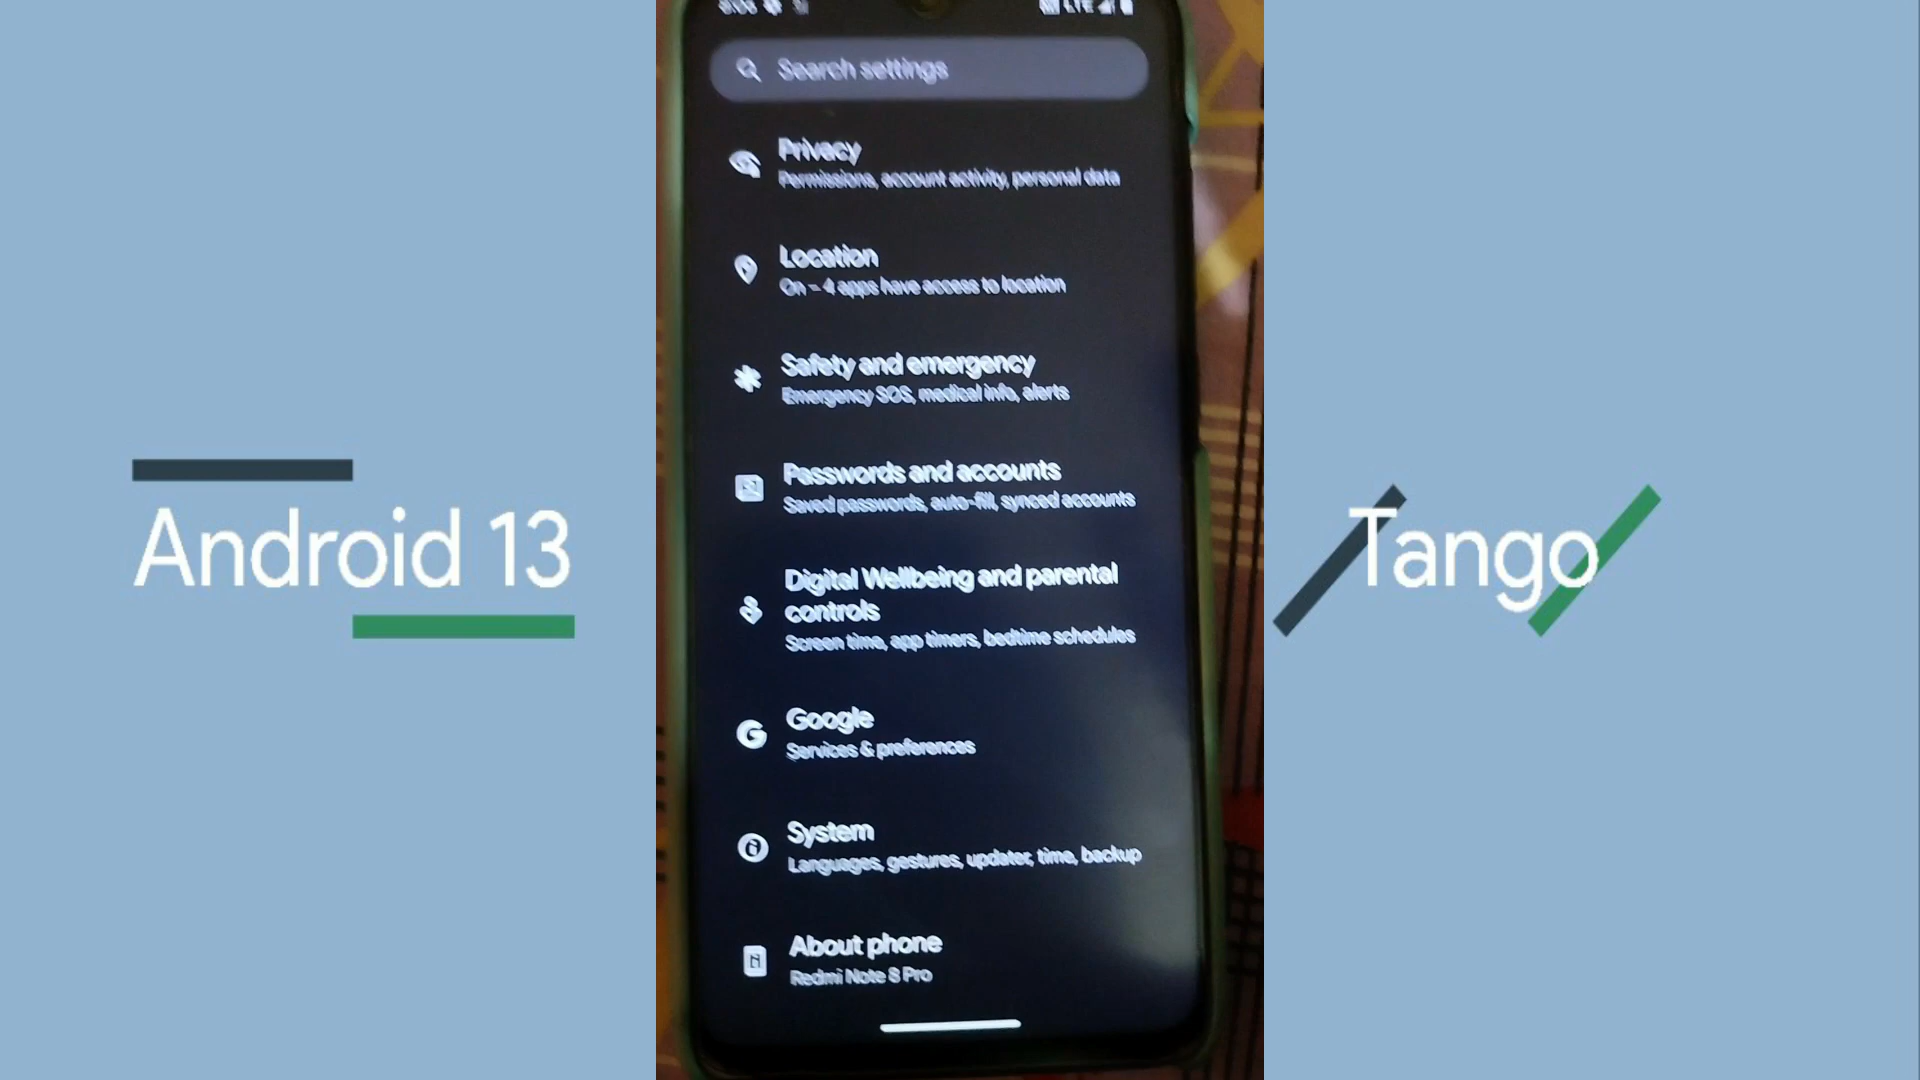 LTE
Search settings
Privacy
Permissions, account activity, personal data
Location
On – 4 apps have access to location
Safety and emergency
Emergency SOS, medical info, alerts
Passwords and accounts
Saved passwords, auto-fill, synced accounts
Digital Wellbeing and parental
controls
Screen time, app timers, bedtime schedules
Google
Services & preferences
System
Languages, gestures, updater, time, backup
About phone
Redmi Note 8 Pro
Android 13
Tango